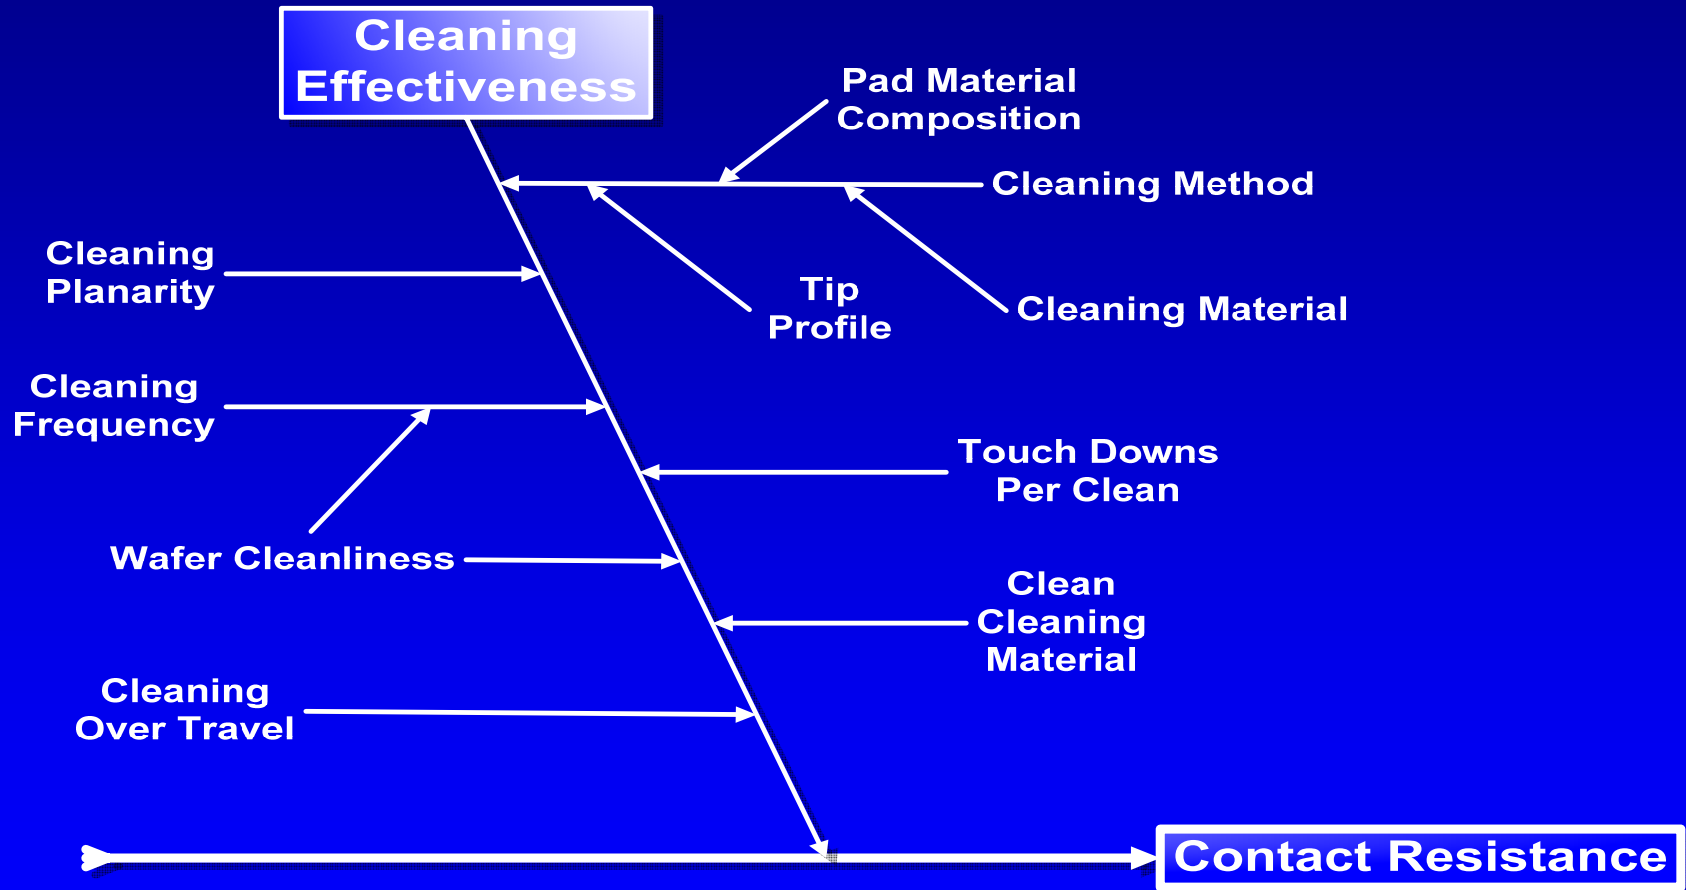 Cleaning
Effectiveness
Pad Material
Composition
Cleaning Method
Cleaning
Planarity
Tip
Profile
Cleaning Material
Cleaning
Frequency
Touch Downs
Per Clean
Wafer Cleanliness
Clean
Cleaning
Material
Cleaning
Over Travel
Contact Resistance